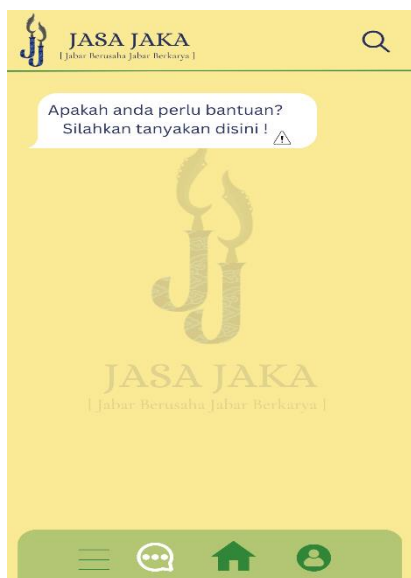 JASA JAKA
[ Jabar Berusaha Jabar Berkarya ]
Apakah anda perlu bantuan?
Silahkan tanyakan disini !
JASA JAKA
[ Jabar Berusaha Jabar Berkarya ]